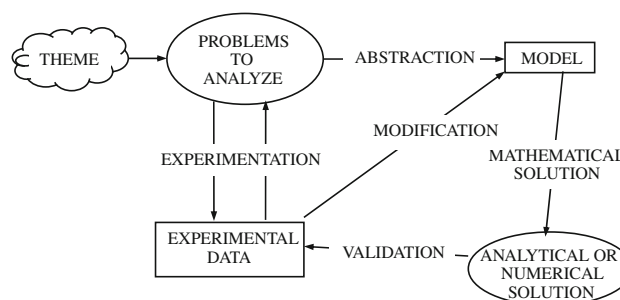 THEME
PROBLEMS
TO
ANALYZE
ABSTRACTION
MODEL
MODIFICATION
EXPERIMENTATION
MATHEMATICAL
SOLUTION
EXPERIMENTAL
DATA
VALIDATION
ANALYTICAL OR
NUMERICAL
SOLUTION